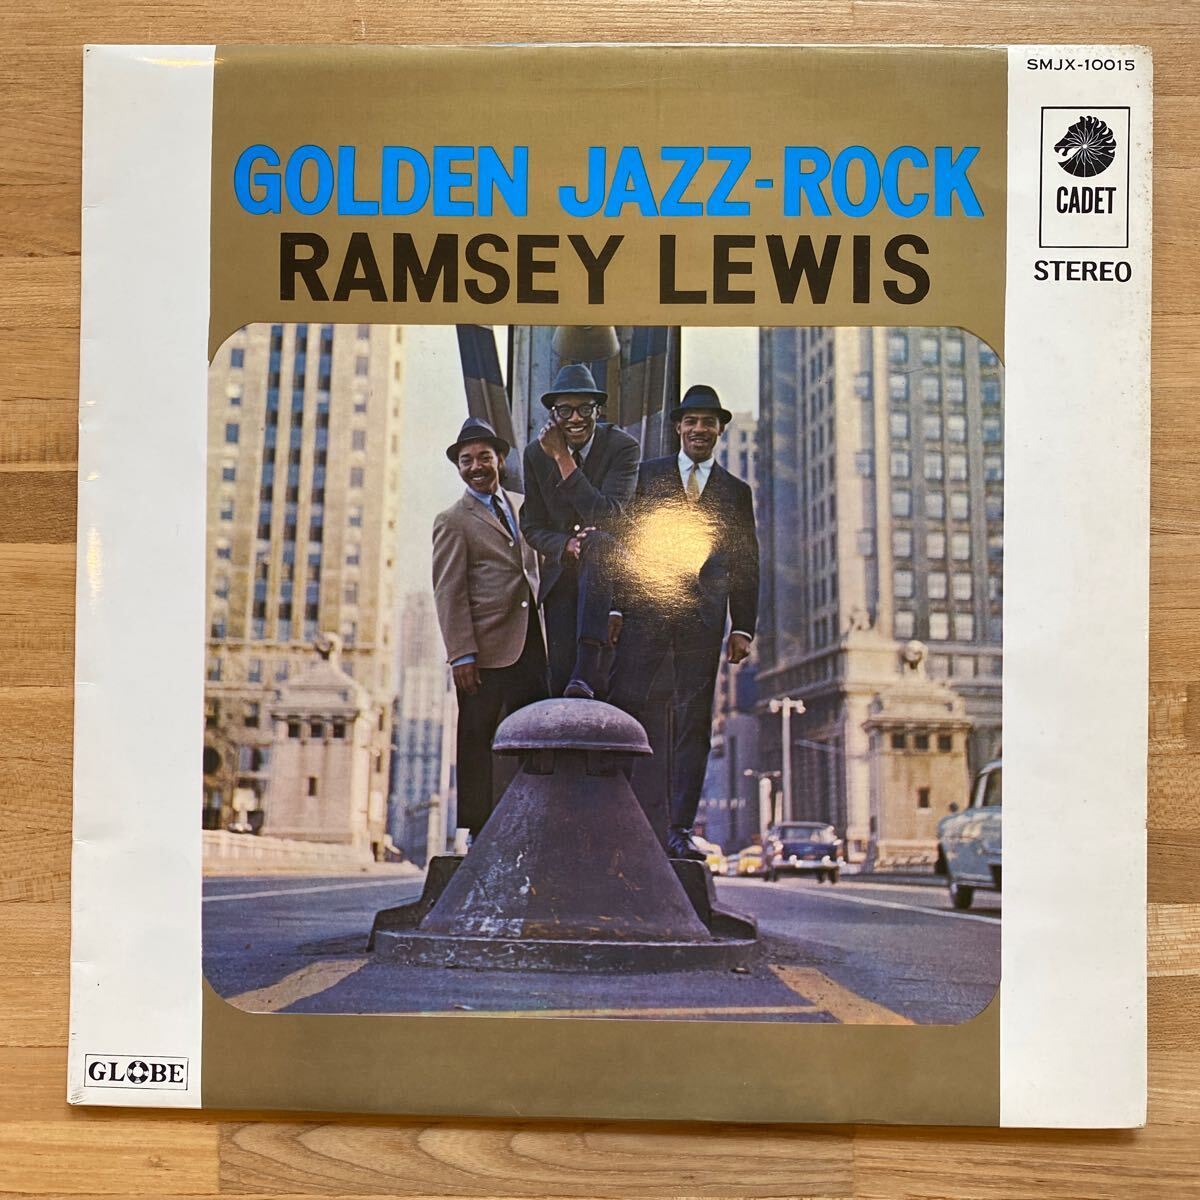 SMJX-10015
CADET
STEREO
GOLDEN JAZZ-ROCK
RAMSEY LEWIS
GLOBE